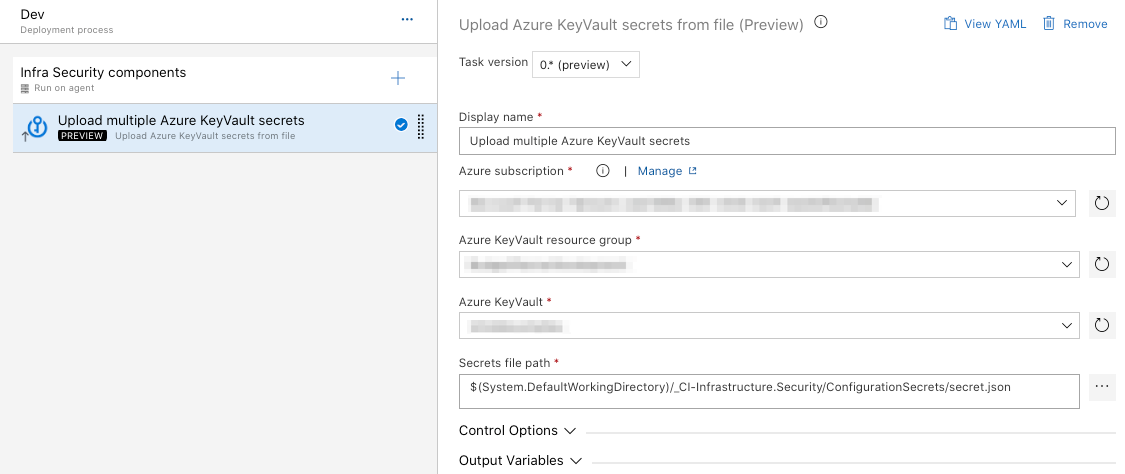 Dev
...
Deployment process
Infra Security components
Run on agent
Upload multiple Azure KeyVault secrets
PREVIEW Upload Azure KeyVault secrets from file
Upload Azure KeyVault secrets from file (Preview)
View YAML
Remove
Task version 0.* (preview)
Display name *
Upload multiple Azure KeyVault secrets
Azure subscription * | Manage
Azure KeyVault resource group *
Azure KeyVault *
Secrets file path *
$(System.DefaultWorkingDirectory)/_CI-Infrastructure.Security/ConfigurationSecrets/secret.json
...
Control Options
Output Variables